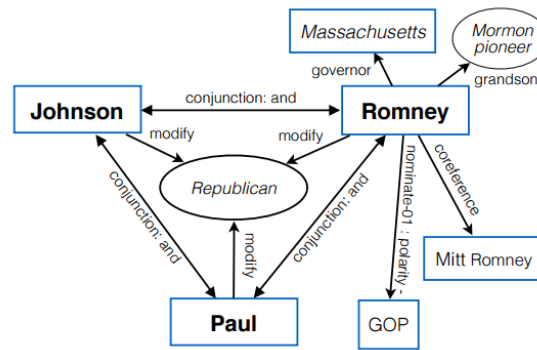 Massachusetts
Mormon
pioneer
governor
grandson
conjunction: and
Johnson
Romney
modify
modify
Republican
conjunction: and
conjunction: and
nominate-01 : polarity -
coreference
modify
Mitt Romney
Paul
GOP